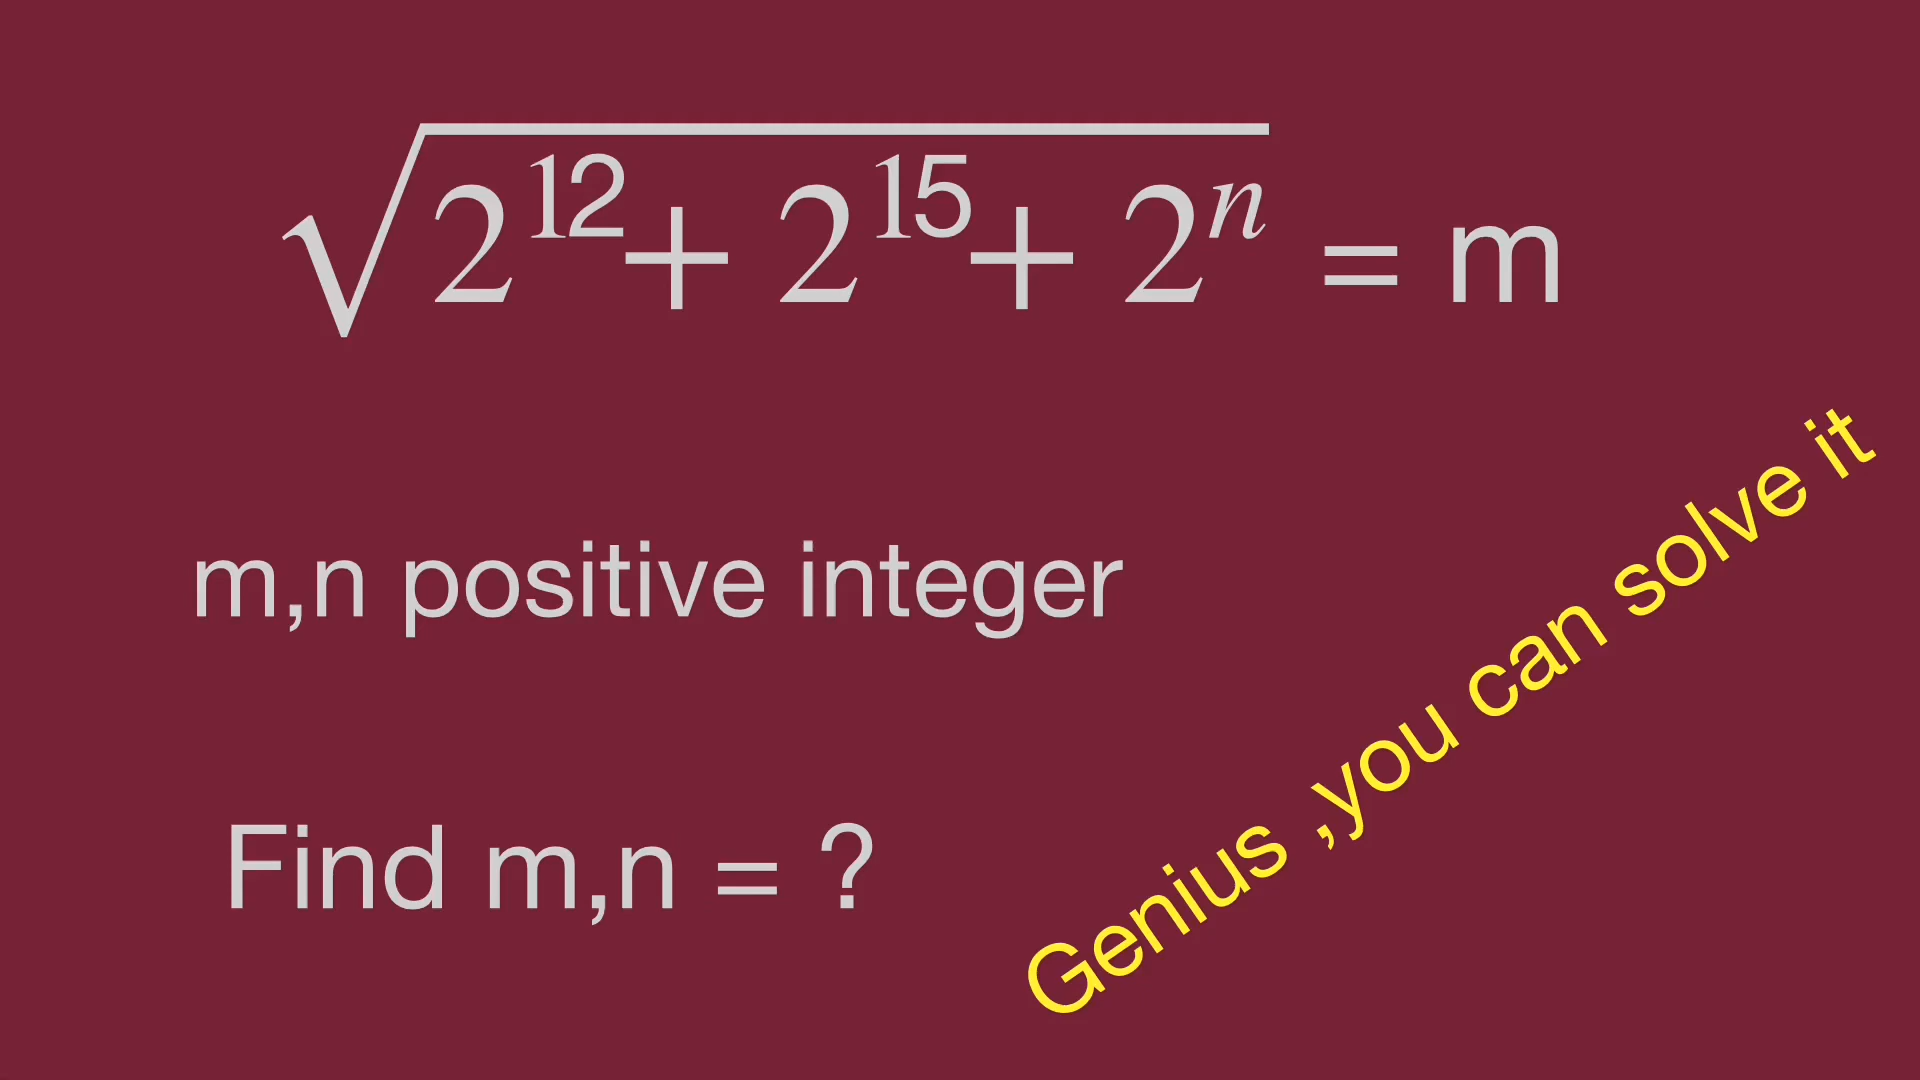 √(2¹² + 2¹⁵ + 2ⁿ) = m
m,n positive integer
Genius ,you can solve it
Find m,n = ?